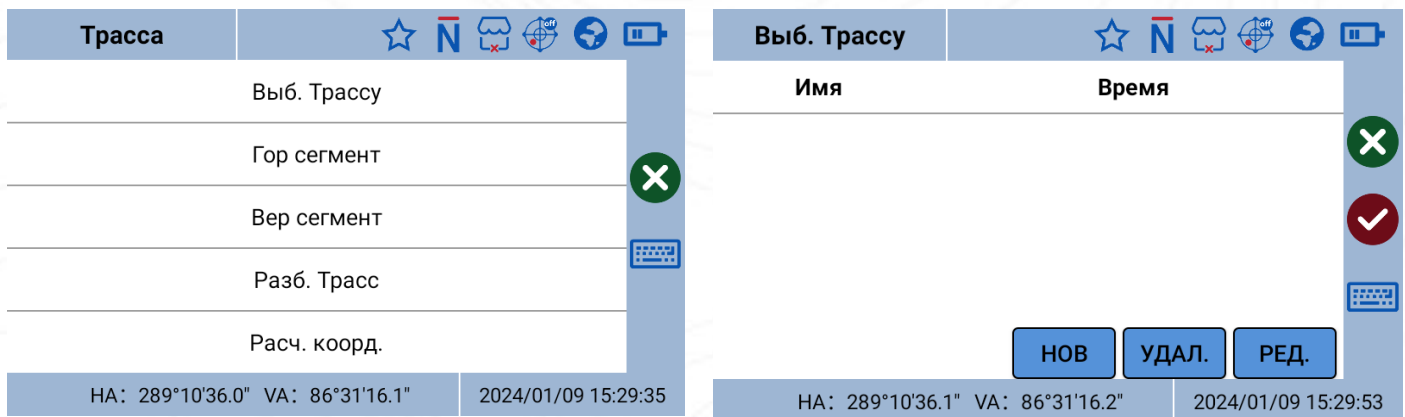 Трасса
N
off
Выб. Трассу
Гор сегмент
Вер сегмент
Разб. Трасс
Расч. коорд.
HA: 289°10'36.0" VA: 86°31'16.1" 2024/01/09 15:29:35
Выб. Трассу
N
off
Имя Время
НОВ УДАЛ. РЕД.
HA: 289°10'36.1" VA: 86°31'16.2" 2024/01/09 15:29:53